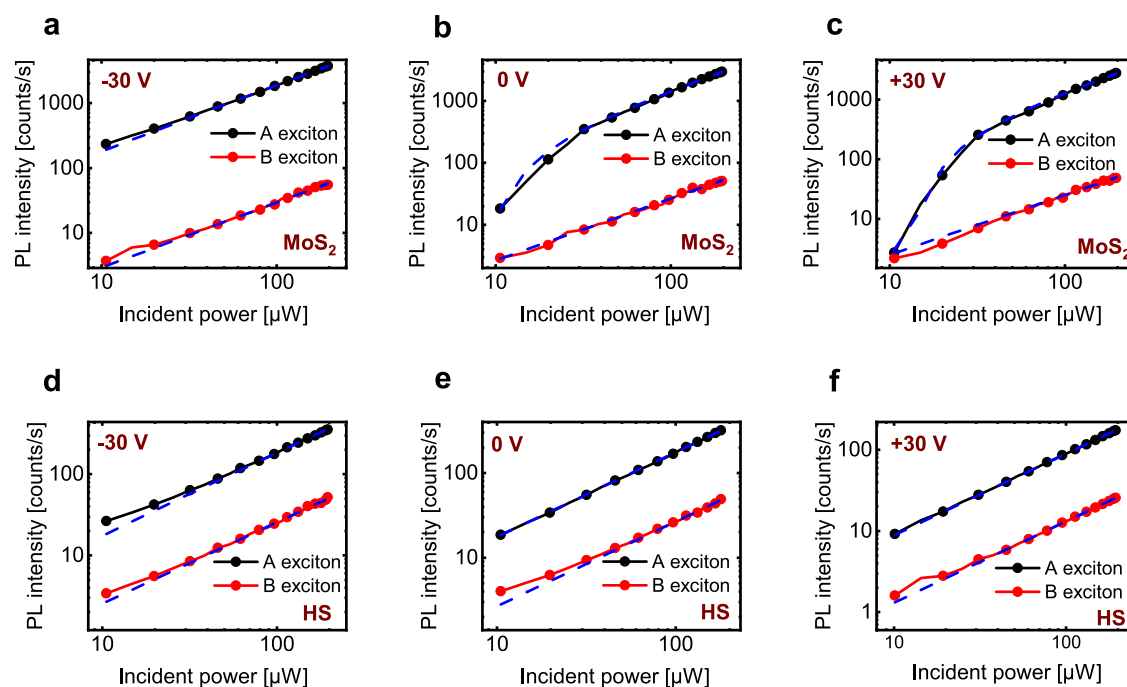 a
-30 V
PL intensity [counts/s]
1000
100
10
A exciton
B exciton
MoS2
10
100
Incident power [µW]
b
0 V
PL intensity [counts/s]
1000
100
10
A exciton
B exciton
MoS2
10
100
Incident power [µW]
c
+30 V
PL intensity [counts/s]
1000
100
10
A exciton
B exciton
MoS2
10
100
Incident power [µW]
d
-30 V
PL intensity [counts/s]
100
10
A exciton
B exciton
HS
10
100
Incident power [µW]
e
0 V
PL intensity [counts/s]
100
10
A exciton
B exciton
HS
10
100
Incident power [µW]
f
+30 V
PL intensity [counts/s]
100
10
1
A exciton
B exciton
HS
10
100
Incident power [µW]